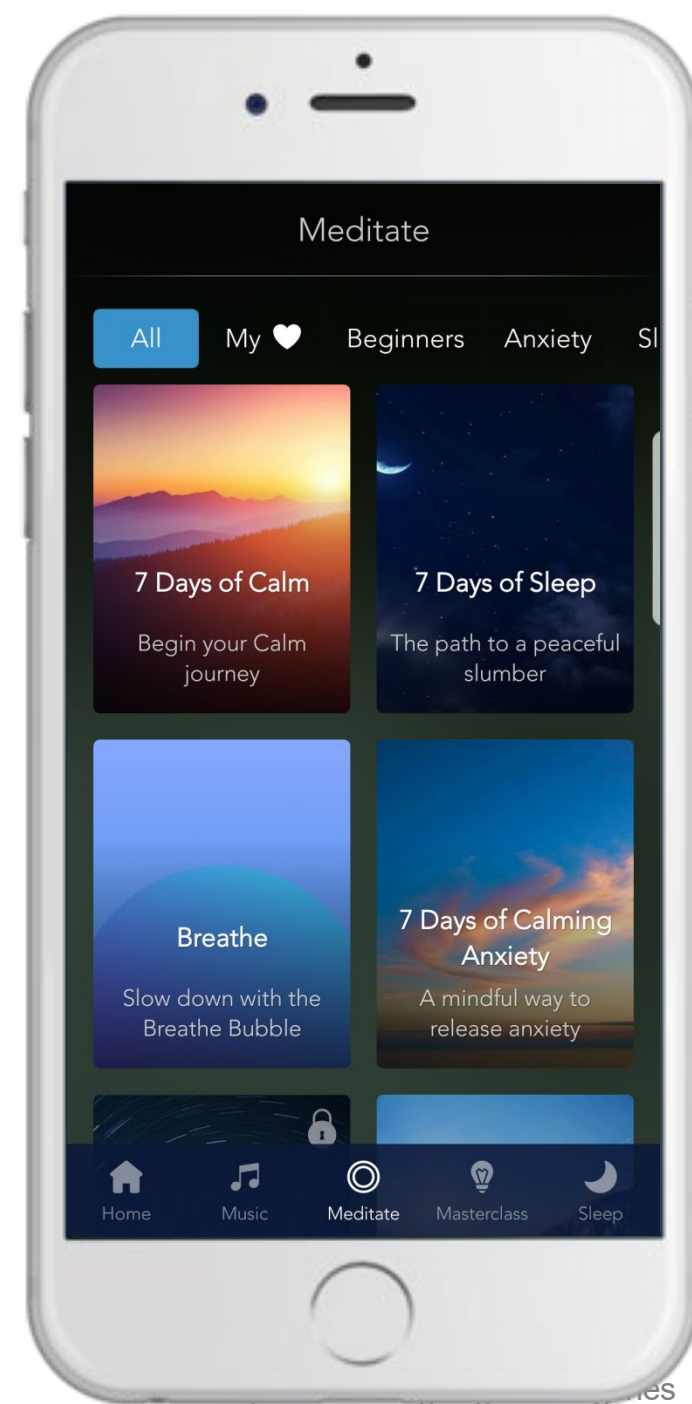 Meditate
All My Beginners Anxiety Sl
7 Days of Calm
Begin your Calm
journey
7 Days of Sleep
The path to a peaceful
slumber
Breathe
Slow down with the
Breathe Bubble
7 Days of Calming
Anxiety
A mindful way to
release anxiety
Home Music Meditate Masterclass Sleep